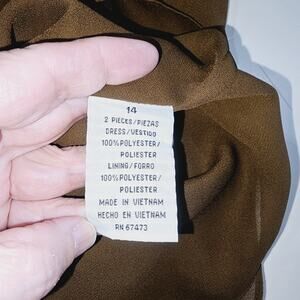 14
2 PIECES/PIEZAS
DRESS/VESTIDO
100%POLYESTER/
POLIESTER
LINING/FORRO
100%POLYESTER/
POLIESTER
MADE IN VIETNAM
HECHO EN VIETNAM
RN 67473